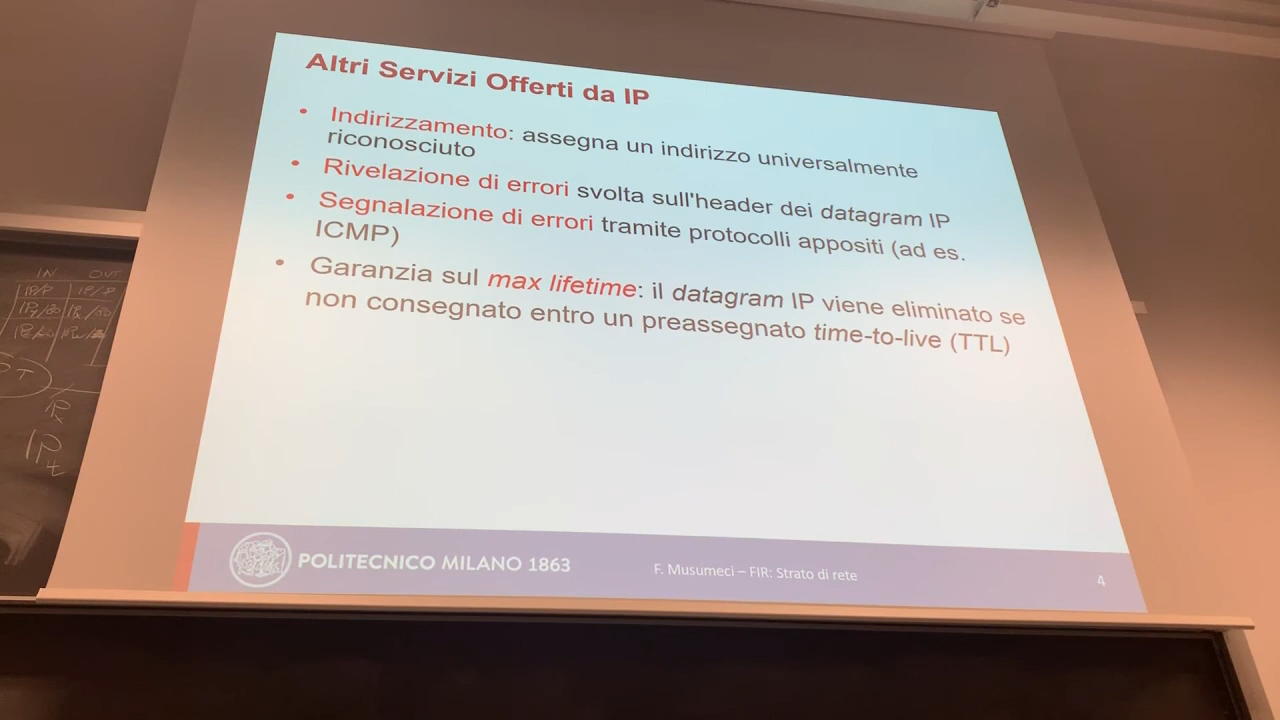 Altri Servizi Offerti da IP
• Indirizzamento: assegna un indirizzo universalmente
riconosciuto
• Rivelazione di errori svolta sull'header dei datagram IP
• Segnalazione di errori tramite protocolli appositi (ad es.
ICMP)
• Garanzia sul max lifetime: il datagram IP viene eliminato se
non consegnato entro un preassegnato time-to-live (TTL)
POLITECNICO MILANO 1863
F. Musumeci – FIR: Strato di rete
4
IN OUT